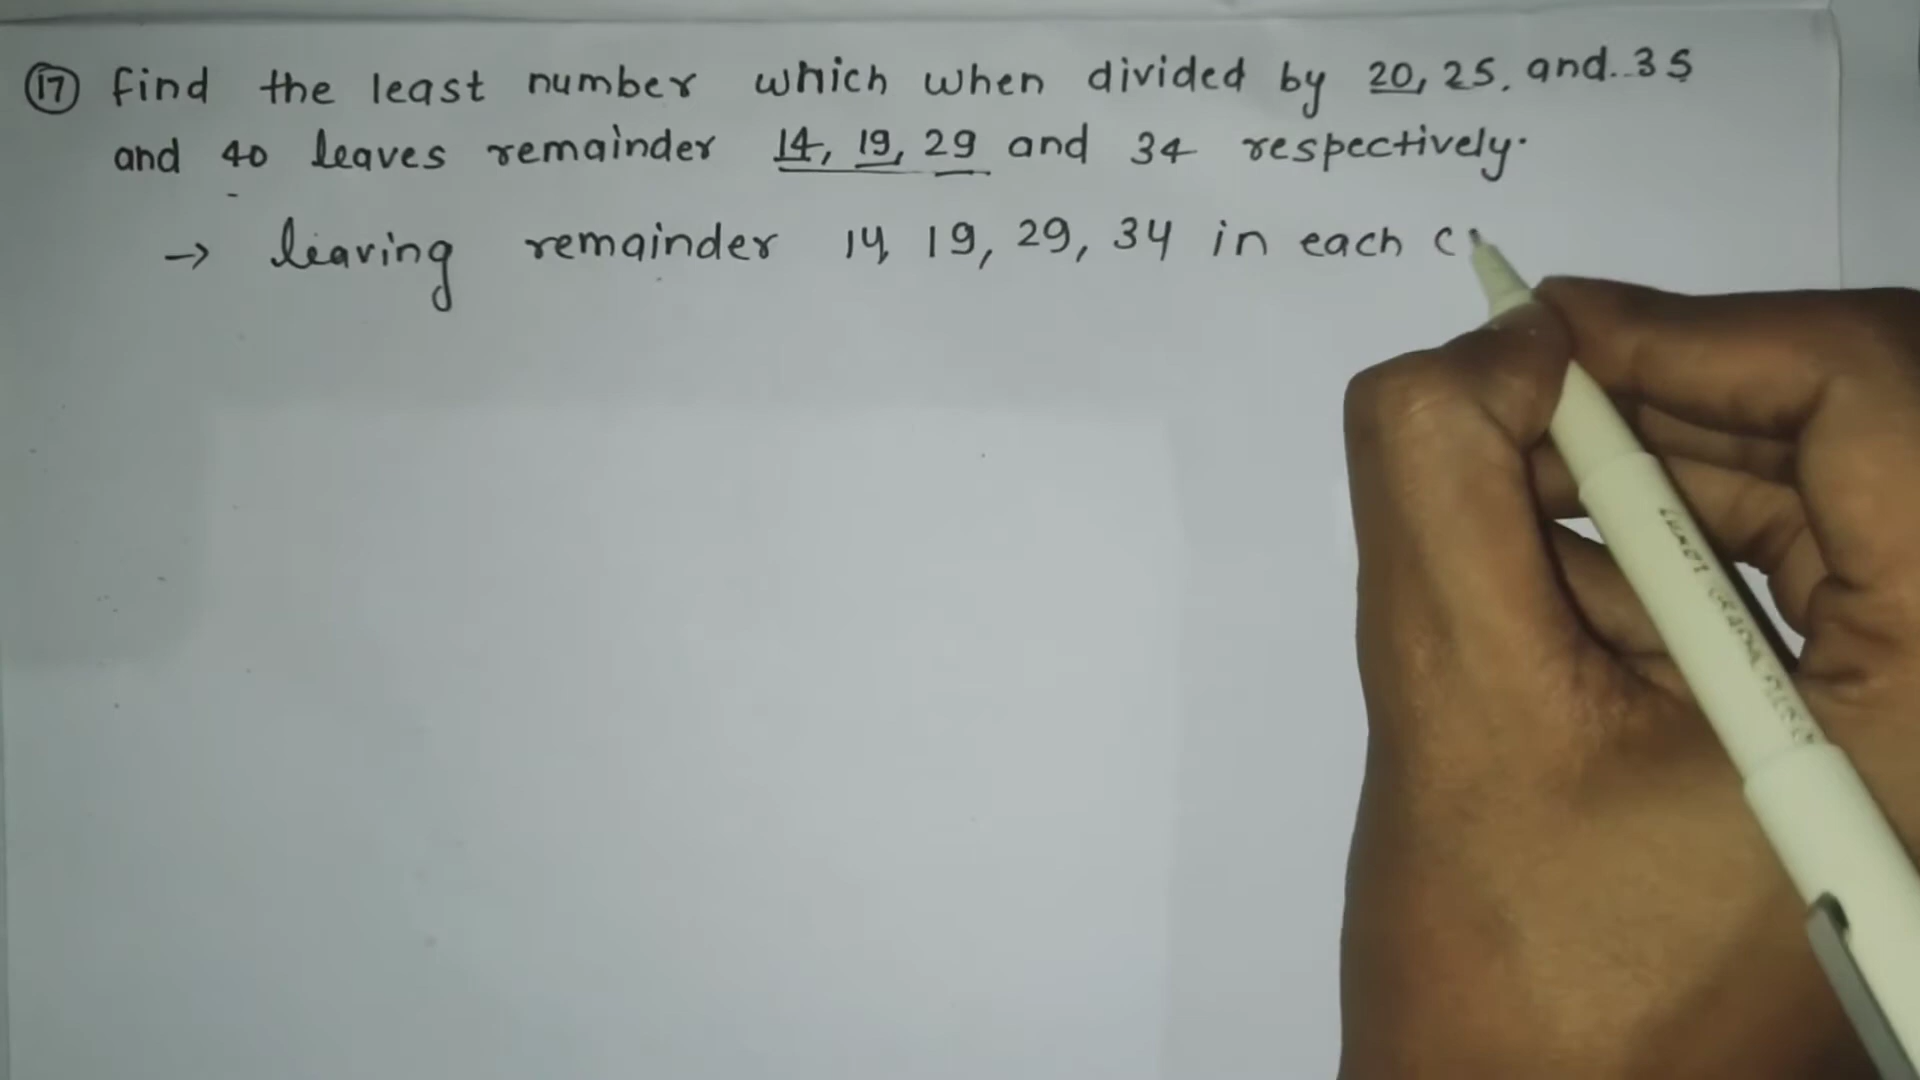 17 find the least number which when divided by 20, 25, and 35
and 40 leaves remainder 14, 19, 29 and 34 respectively.
→ leaving remainder 14, 19, 29, 34 in each c